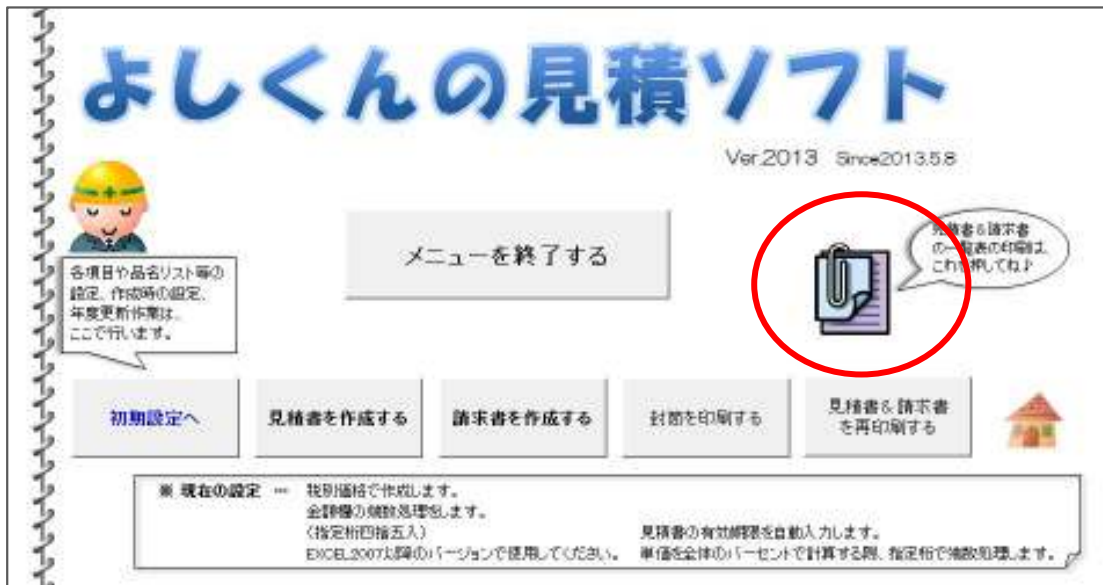 よしくんの見積ソフト
Ver.2013 Since2013.5.8
メニューを終了する
見積書&請求書
の一覧表の印刷は、
これを押してね♪
各項目や品名リスト等の
設定、作成時の設定、
年度更新作業は、
ここで行います。
初期設定へ
見積書を作成する
請求書を作成する
封筒を印刷する
見積書&請求書
を再印刷する
※ 現在の設定 … 税別価格で作成します。
金額欄の端数処理をします。
(指定桁四捨五入) 見積書の有効期限を自動入力します。
EXCEL2007以降のバージョンで使用してください。 単価を全体のパーセントで計算する際、指定桁で端数処理します。